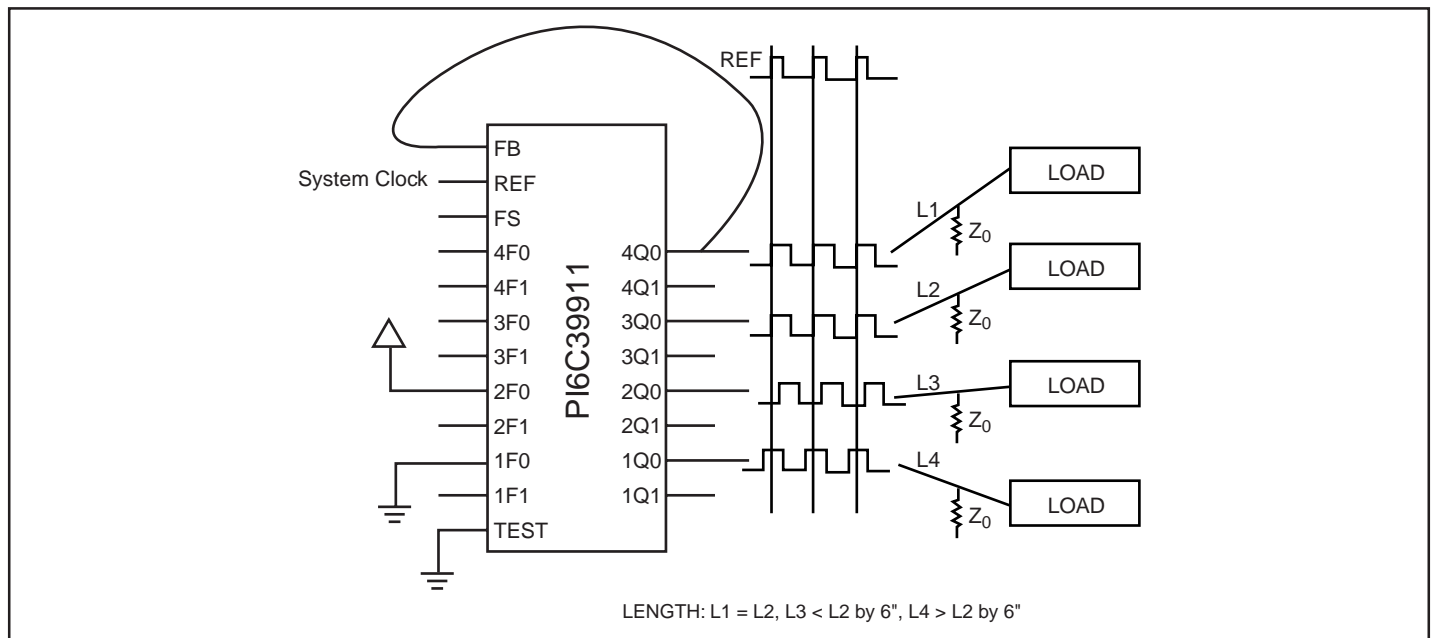 REF
FB
System Clock
REF
FS
4F0
4F1
3F0
3F1
2F0
2F1
1F0
1F1
TEST
PI6C39911
4Q0
4Q1
3Q0
3Q1
2Q0
2Q1
1Q0
1Q1
L1
Z0
LOAD
L2
Z0
LOAD
L3
Z0
LOAD
L4
Z0
LOAD
LENGTH: L1 = L2, L3 < L2 by 6", L4 > L2 by 6"